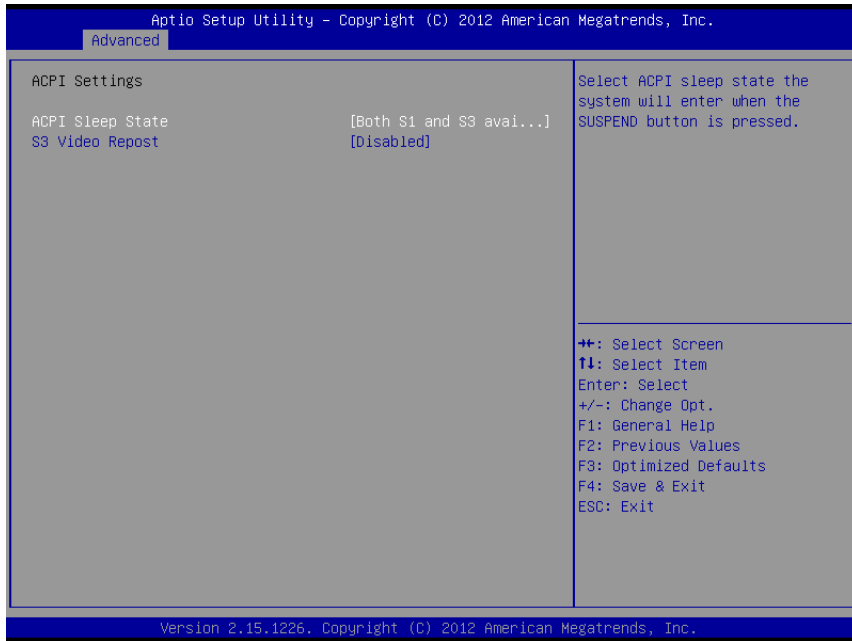 Aptio Setup Utility – Copyright (C) 2012 American Megatrends, Inc.
Advanced
ACPI Settings
ACPI Sleep State [Both S1 and S3 avai...]
S3 Video Repost [Disabled]
Select ACPI sleep state the
system will enter when the
SUSPEND button is pressed.
→←: Select Screen
↑↓: Select Item
Enter: Select
+/-: Change Opt.
F1: General Help
F2: Previous Values
F3: Optimized Defaults
F4: Save & Exit
ESC: Exit
Version 2.15.1226. Copyright (C) 2012 American Megatrends, Inc.